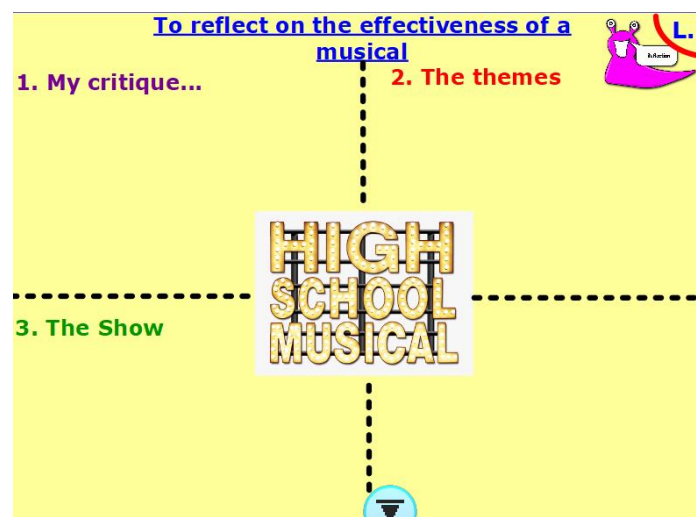 To reflect on the effectiveness of a
musical
L.
1. My critique...
2. The themes
HIGH
SCHOOL
MUSICAL
3. The Show